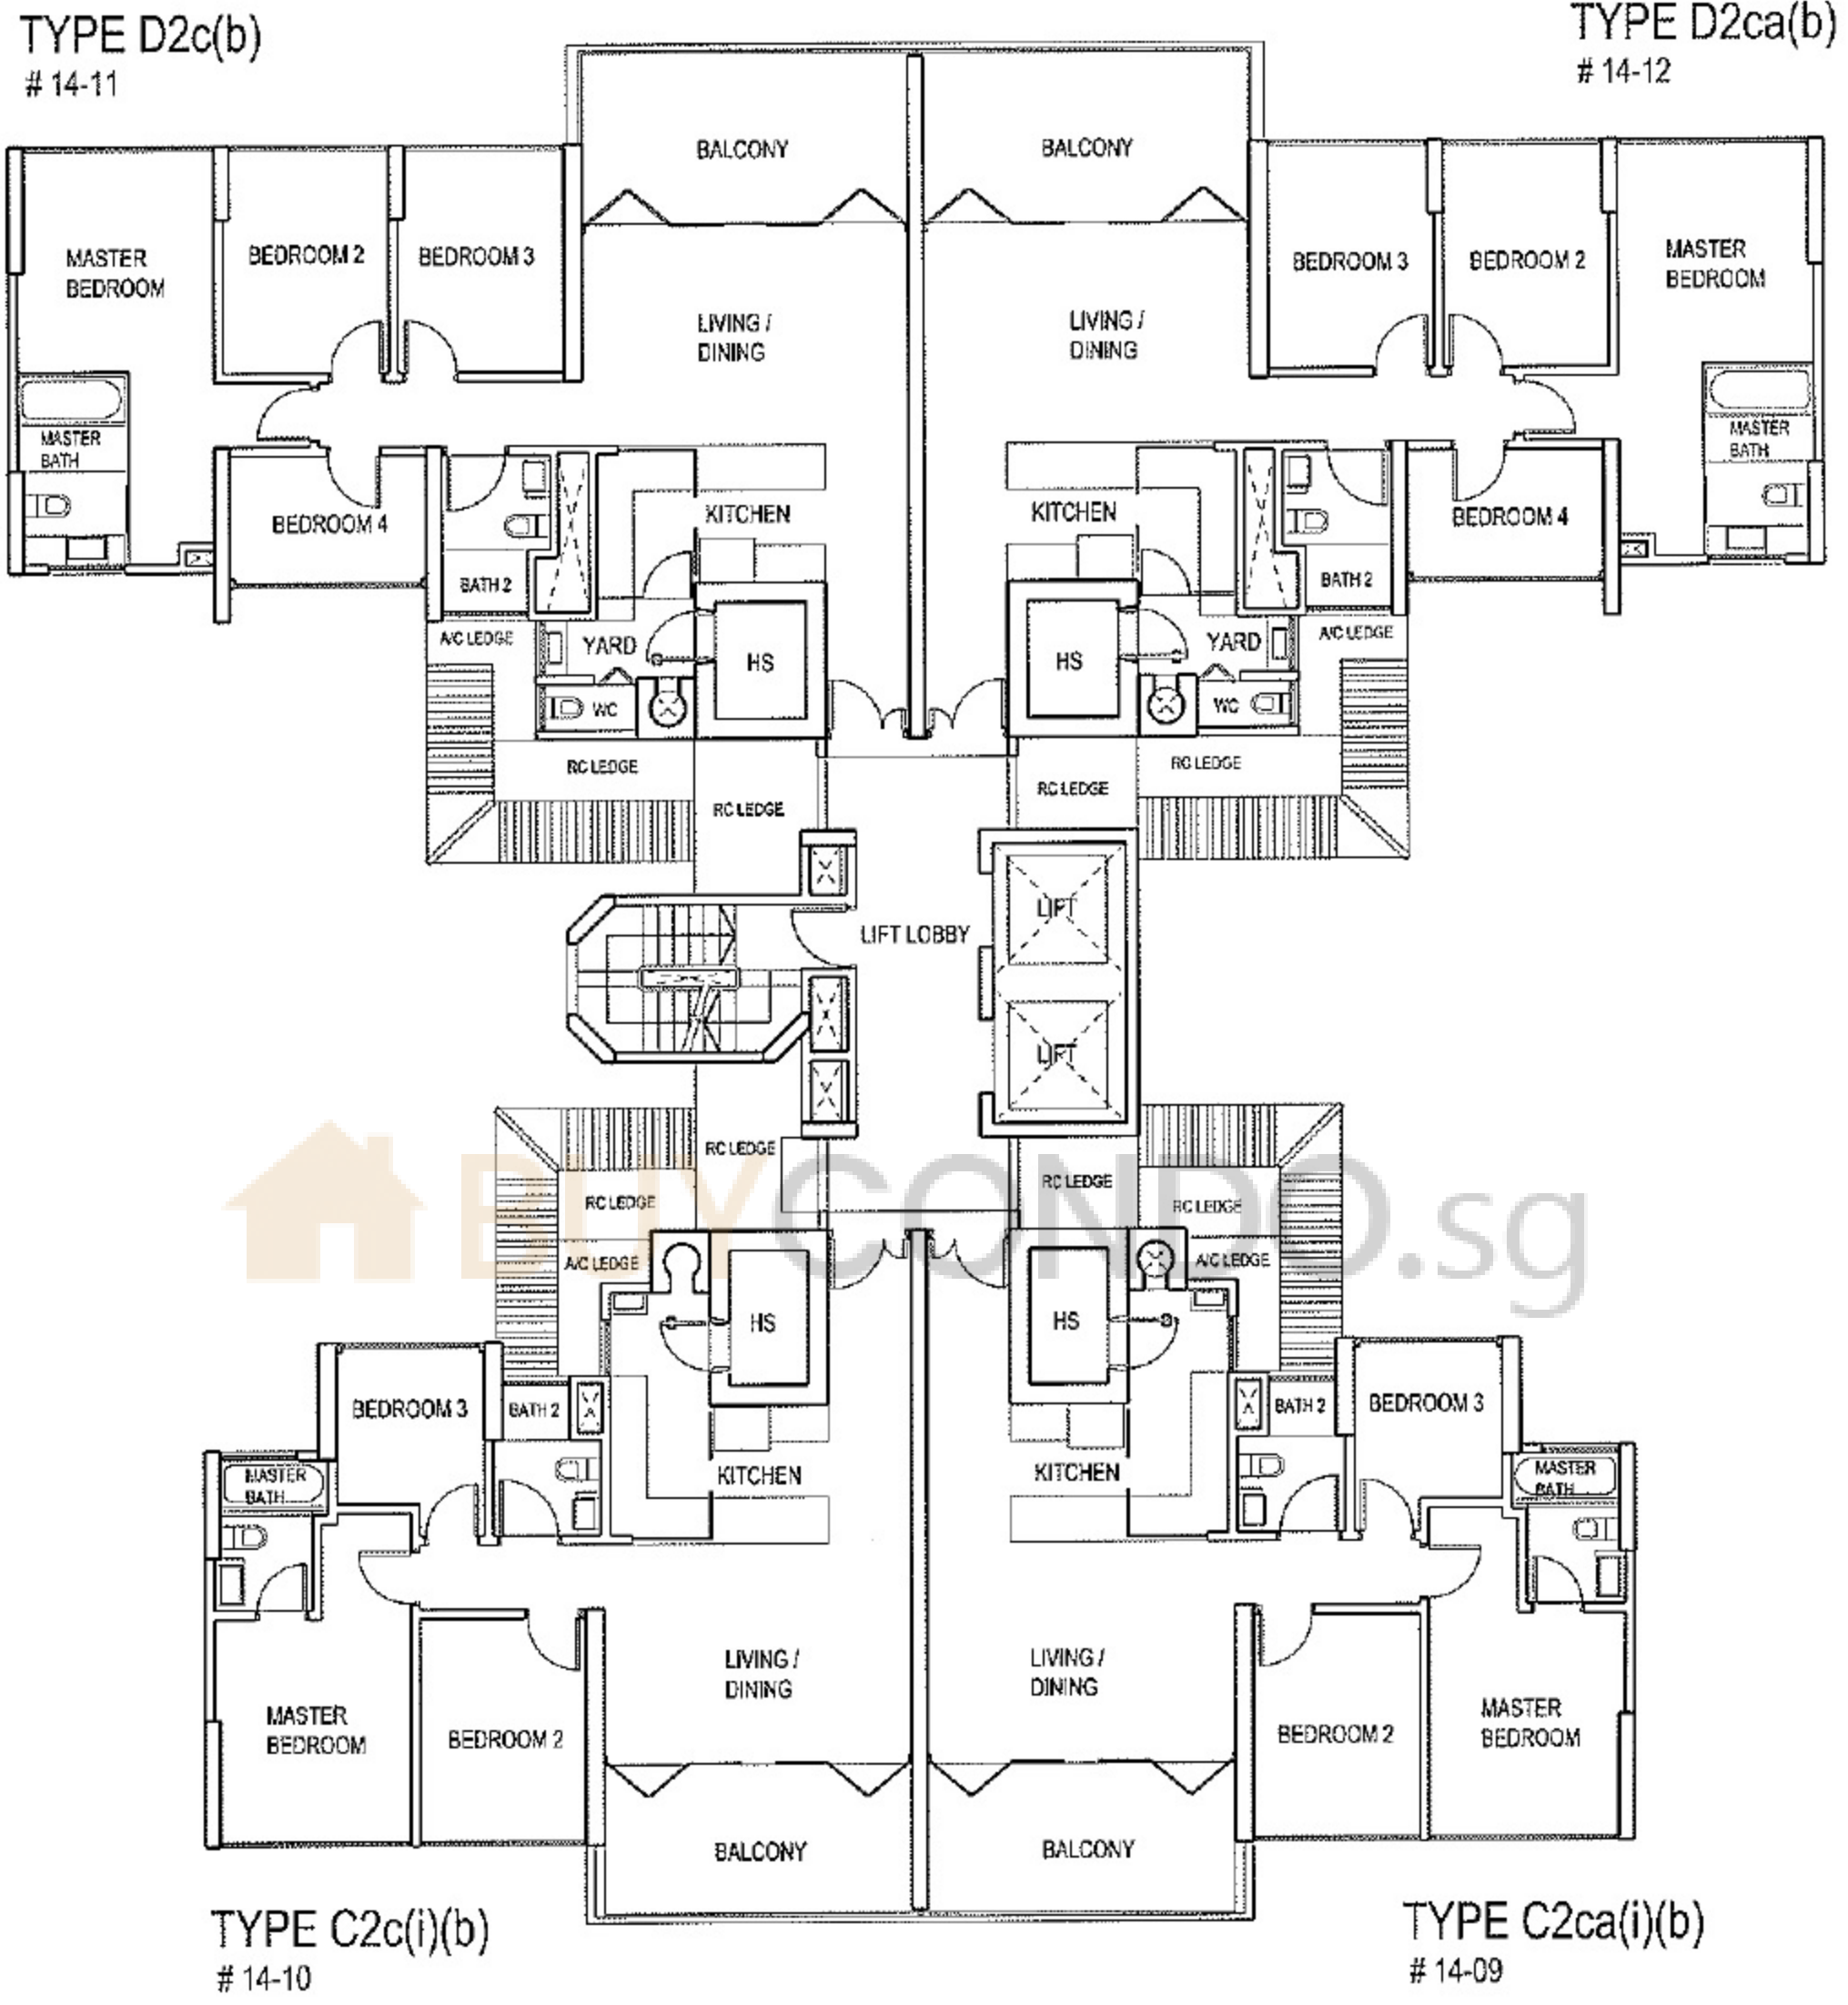 TYPE D2c(b)
# 14-11
TYPE D2ca(b)
# 14-12
BALCONY
BALCONY
MASTER
BEDROOM
BEDROOM 2
BEDROOM 3
LIVING /
DINING
LIVING /
DINING
BEDROOM 3
BEDROOM 2
MASTER
BEDROOM
MASTER
BATH
BEDROOM 4
BATH 2
KITCHEN
KITCHEN
BATH 2
BEDROOM 4
MASTER
BATH
A/C LEDGE
YARD
HS
HS
YARD
A/C LEDGE
WC
WC
RC LEDGE
RC LEDGE
RC LEDGE
RC LEDGE
LIFT
LIFT LOBBY
LIFT
RC LEDGE
RC LEDGE
RC LEDGE
RC LEDGE
BUYCONDO.sg
A/C LEDGE
A/C LEDGE
HS
HS
BEDROOM 3
BATH 2
BATH 2
BEDROOM 3
MASTER
BATH
KITCHEN
KITCHEN
MASTER
BATH
LIVING /
DINING
LIVING /
DINING
MASTER
BEDROOM
BEDROOM 2
BEDROOM 2
MASTER
BEDROOM
BALCONY
BALCONY
TYPE C2c(i)(b)
# 14-10
TYPE C2ca(i)(b)
# 14-09